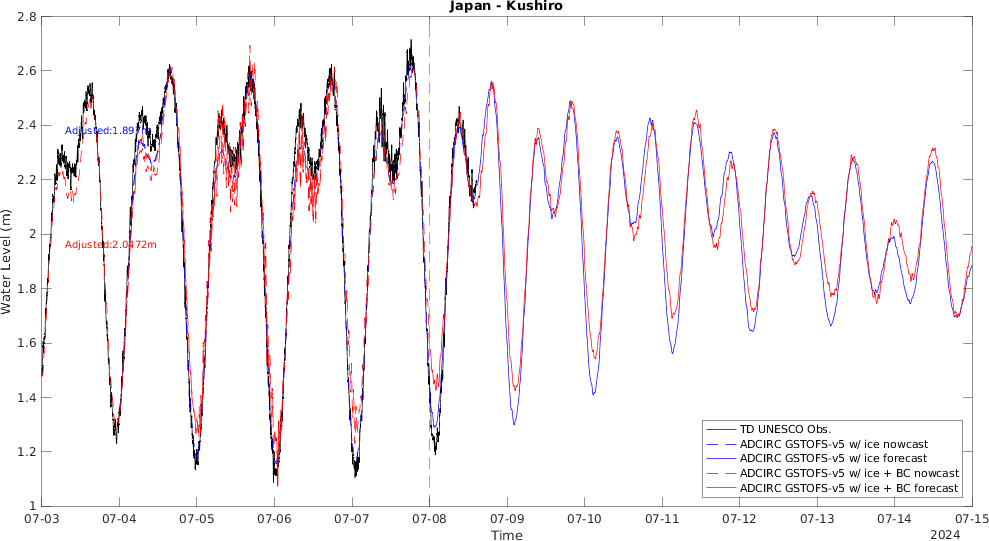 Japan - Kushiro
2.8
2.6
2.4
2.2
2
1.8
1.6
1.4
1.2
1
Water Level (m)
Adjusted:1.897m
Adjusted:2.0472m
TD UNESCO Obs.
ADCIRC GSTOFS-v5 w/ ice nowcast
ADCIRC GSTOFS-v5 w/ ice forecast
ADCIRC GSTOFS-v5 w/ ice + BC nowcast
ADCIRC GSTOFS-v5 w/ ice + BC forecast
07-03 07-04 07-05 07-06 07-07 07-08 07-09 07-10 07-11 07-12 07-13 07-14 07-15
Time
2024